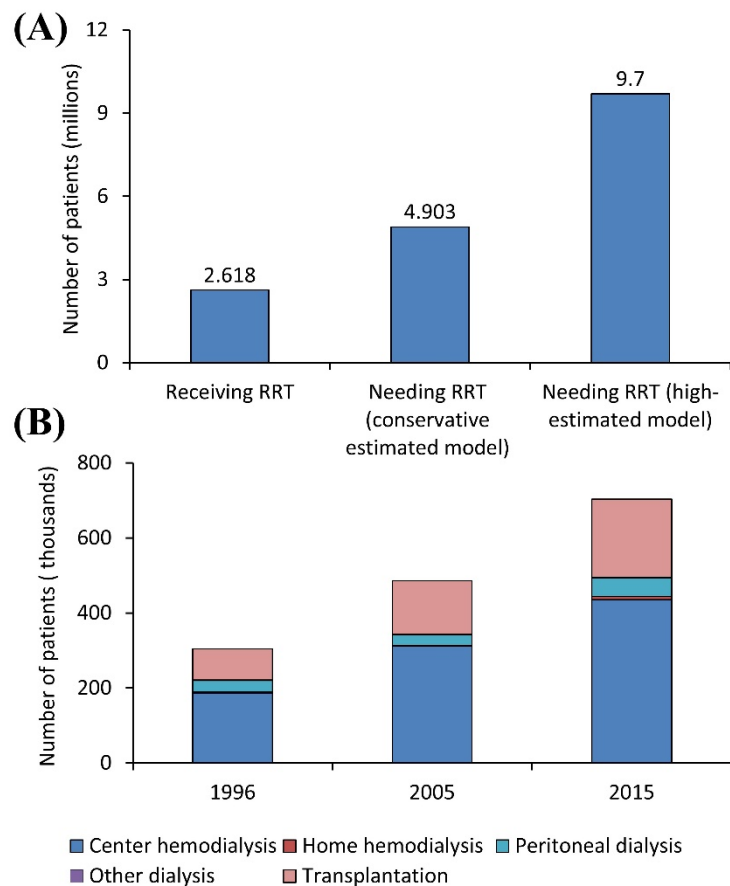 (A)
Number of patients (millions)
12
9
6
3
0
2.618
4.903
9.7
Receiving RRT
Needing RRT
(conservative
estimated model)
Needing RRT (high-
estimated model)
(B)
Number of patients ( thousands)
800
600
400
200
0
1996
2005
2015
Center hemodialysis
Home hemodialysis
Peritoneal dialysis
Other dialysis
Transplantation